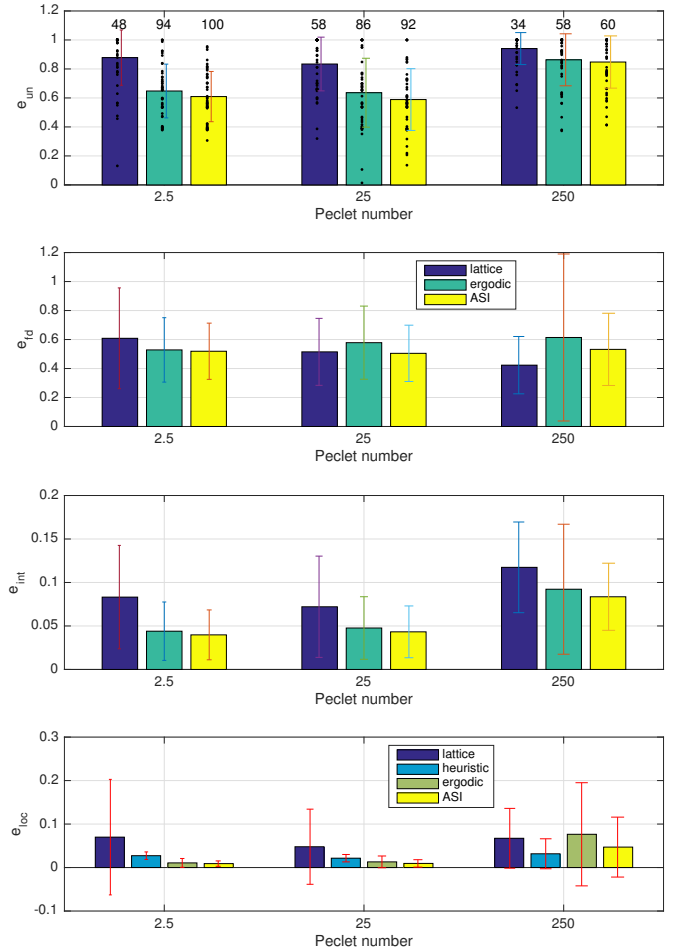 48 94 100 58 86 92 34 58 60
1.2
1
0.8
0.6
0.4
0.2
0
e_un
2.5 25 250
Peclet number
1.2
1
0.8
0.6
0.4
0.2
0
e_fd
lattice
ergodic
ASI
2.5 25 250
Peclet number
0.2
0.15
0.1
0.05
0
e_int
2.5 25 250
Peclet number
0.3
0.2
0.1
0
-0.1
e_loc
lattice
heuristic
ergodic
ASI
2.5 25 250
Peclet number